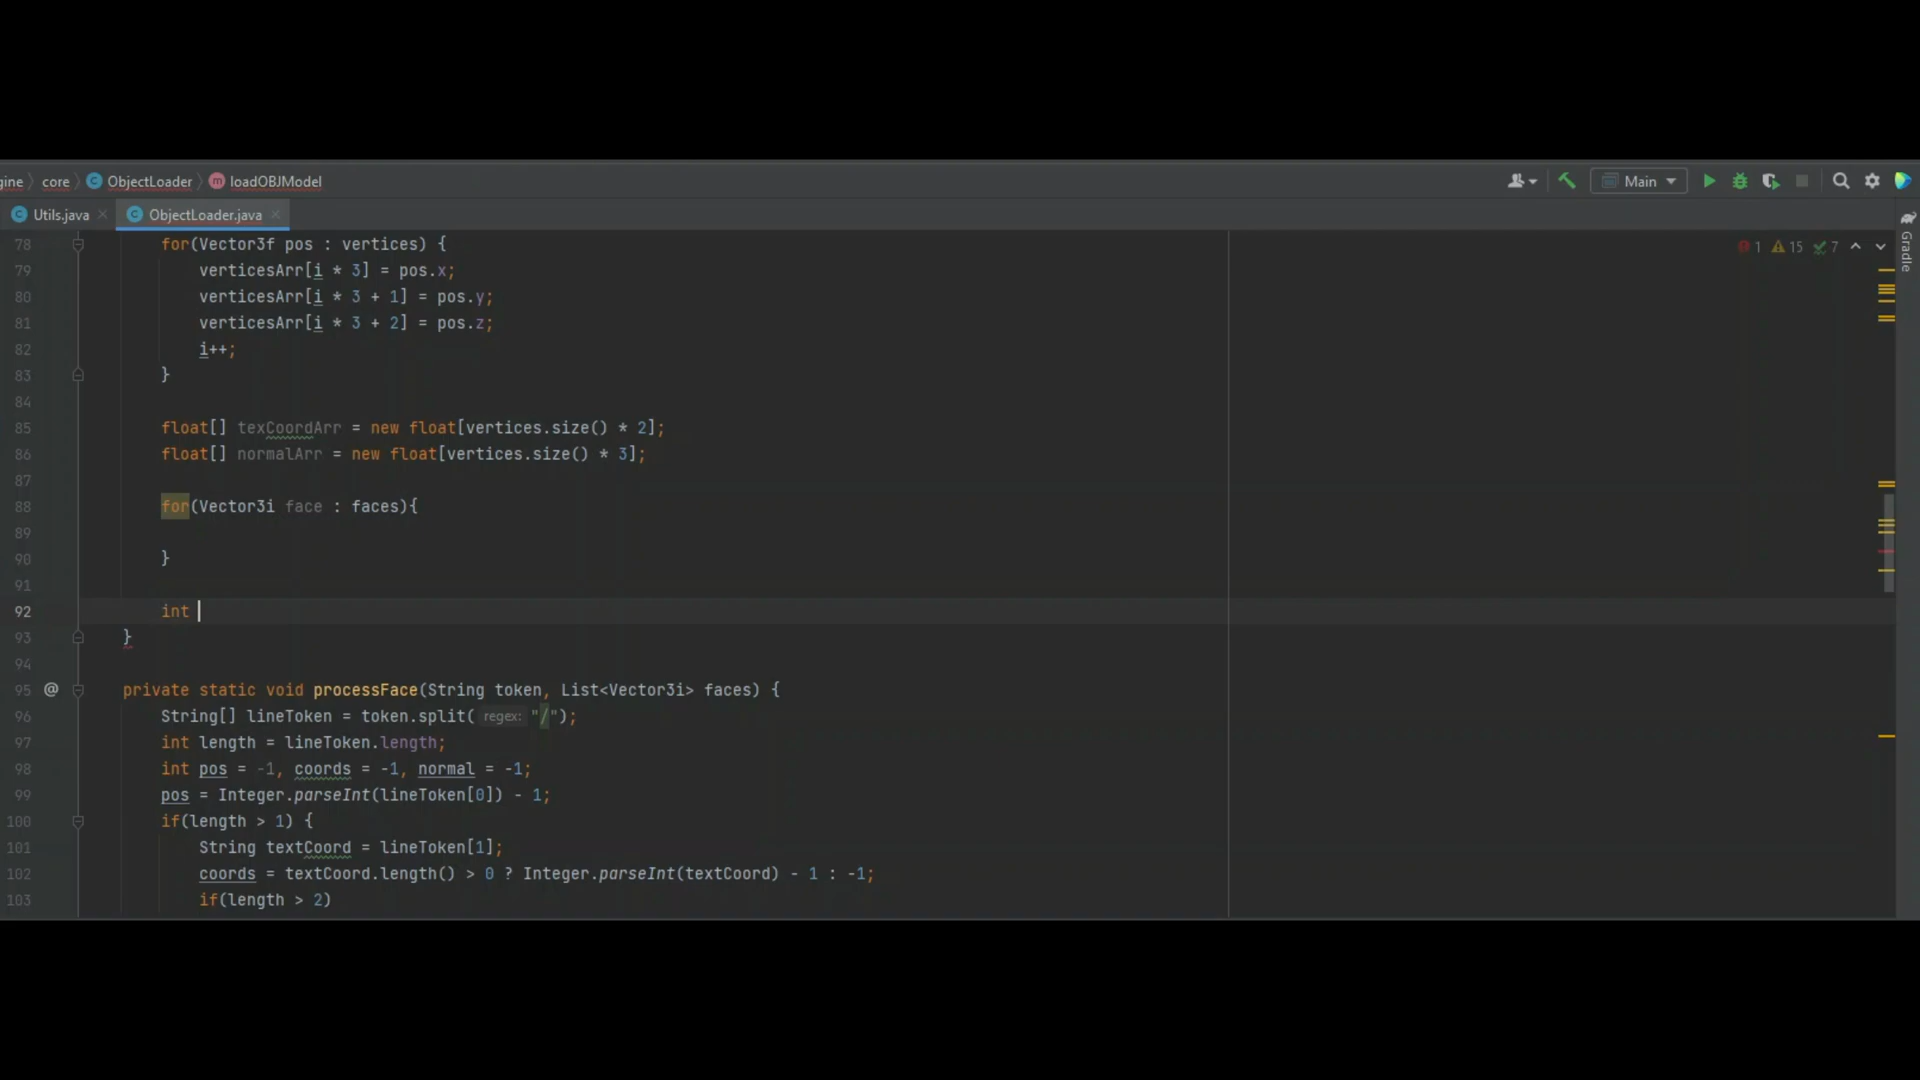 gine core ObjectLoader loadOBJModel Main
Utils.java ObjectLoader.java
1 15 7
Gradle
78 for(Vector3f pos : vertices) {
79 verticesArr[i * 3] = pos.x;
80 verticesArr[i * 3 + 1] = pos.y;
81 verticesArr[i * 3 + 2] = pos.z;
82 i++;
83 }
84
85 float[] texCoordArr = new float[vertices.size() * 2];
86 float[] normalArr = new float[vertices.size() * 3];
87
88 for(Vector3i face : faces){
89
90 }
91
92 int
93 }
94
95 @ private static void processFace(String token, List<Vector3i> faces) {
96 String[] lineToken = token.split( regex: "/");
97 int length = lineToken.length;
98 int pos = -1, coords = -1, normal = -1;
99 pos = Integer.parseInt(lineToken[0]) - 1;
100 if(length > 1) {
101 String textCoord = lineToken[1];
102 coords = textCoord.length() > 0 ? Integer.parseInt(textCoord) - 1 : -1;
103 if(length > 2)